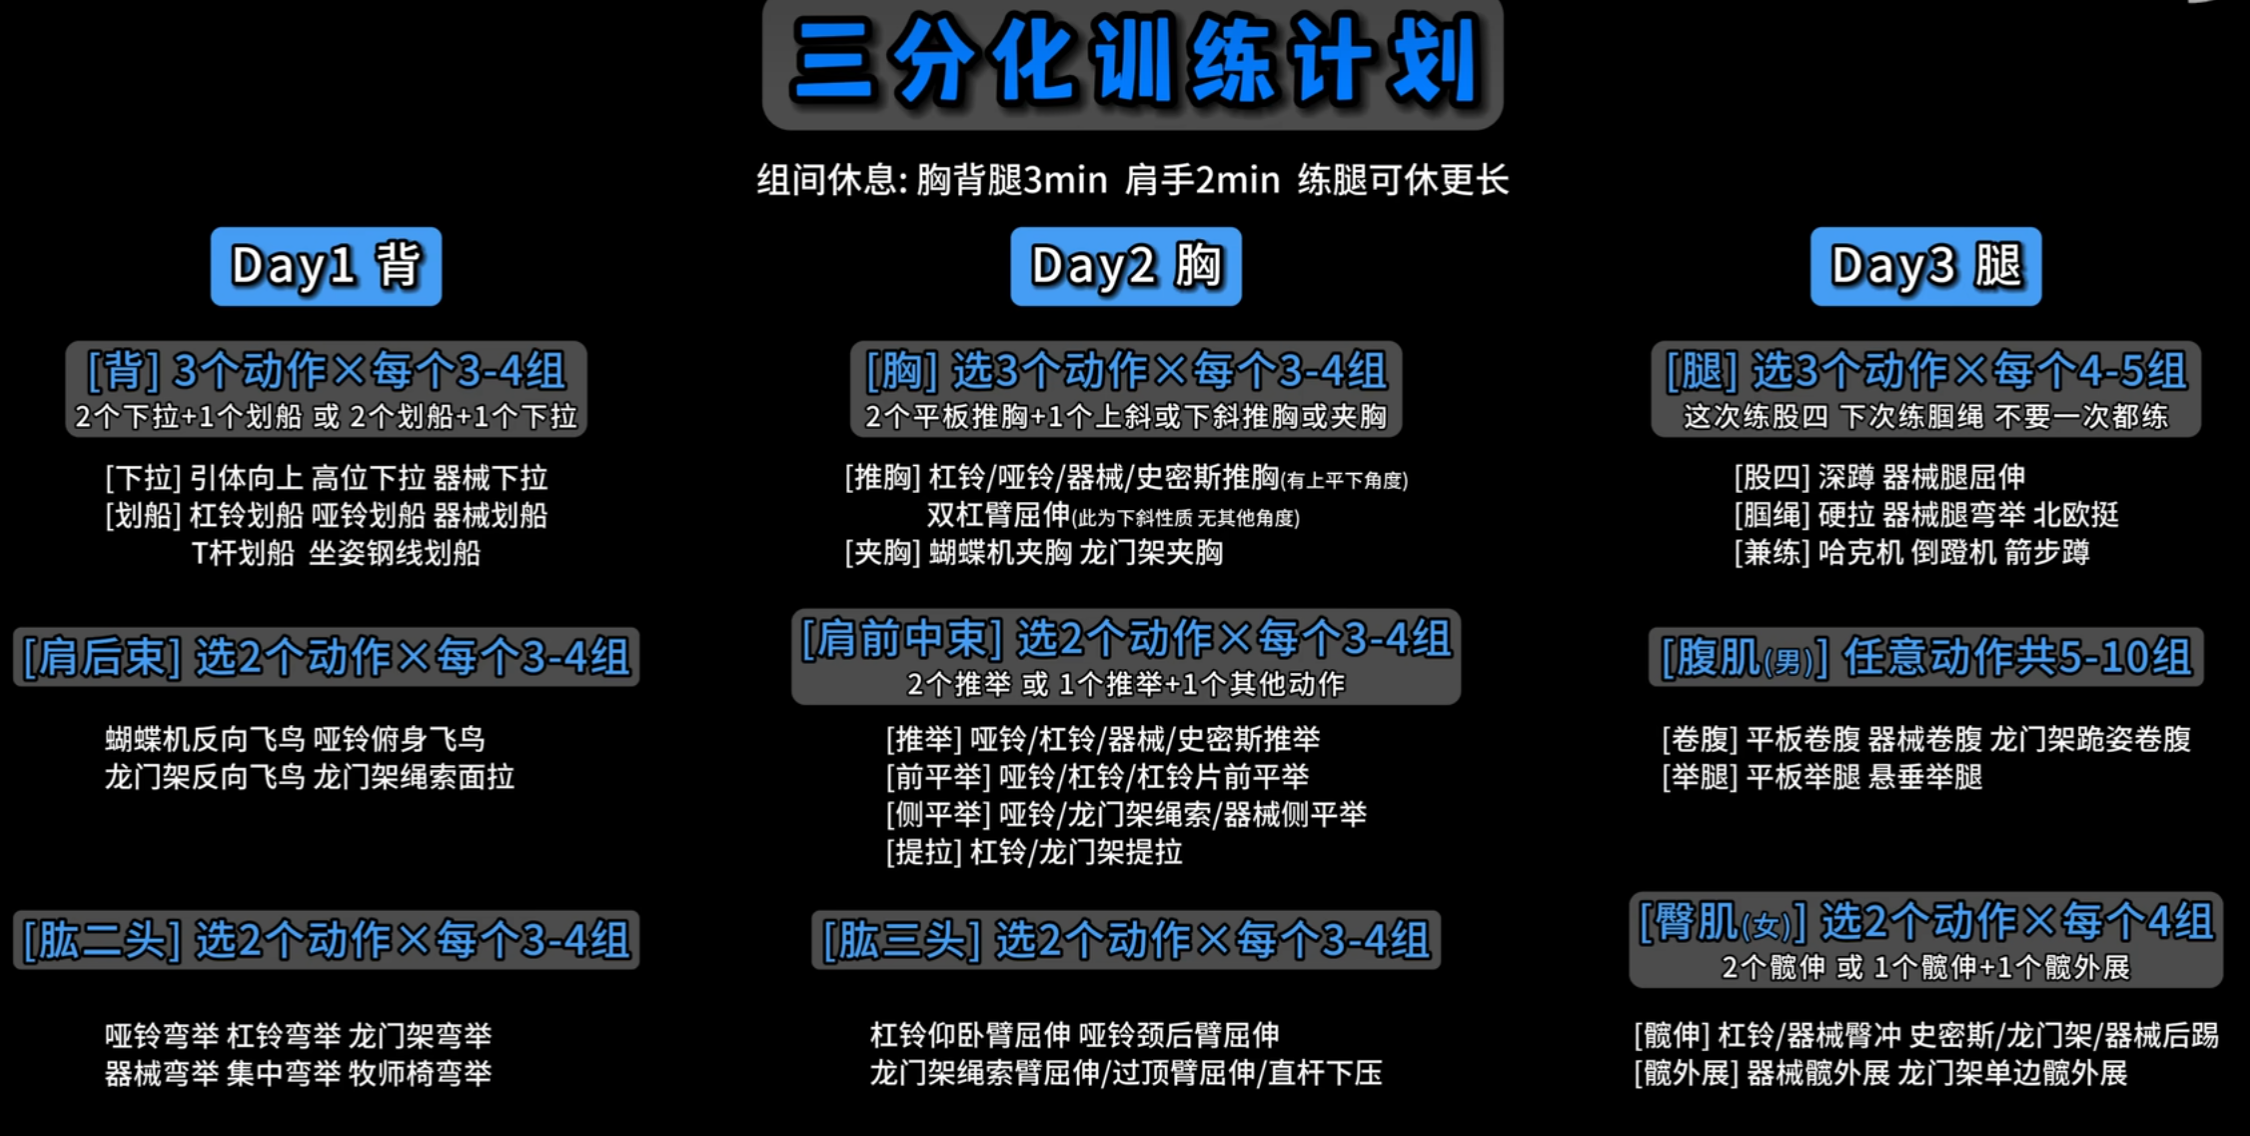 三分化训练计划
组间休息: 胸背腿3min 肩手2min 练腿可休更长
Day1 背
[背] 3个动作×每个3-4组
2个下拉+1个划船 或 2个划船+1个下拉
[下拉] 引体向上 高位下拉 器械下拉
[划船] 杠铃划船 哑铃划船 器械划船
T杆划船 坐姿钢线划船
[肩后束] 选2个动作×每个3-4组
蝴蝶机反向飞鸟 哑铃俯身飞鸟
龙门架反向飞鸟 龙门架绳索面拉
[肱二头] 选2个动作×每个3-4组
哑铃弯举 杠铃弯举 龙门架弯举
器械弯举 集中弯举 牧师椅弯举
Day2 胸
[胸] 选3个动作×每个3-4组
2个平板推胸+1个上斜或下斜推胸或夹胸
[推胸] 杠铃/哑铃/器械/史密斯推胸(有上平下角度)
双杠臂屈伸(此为下斜性质 无其他角度)
[夹胸] 蝴蝶机夹胸 龙门架夹胸
[肩前中束] 选2个动作×每个3-4组
2个推举 或 1个推举+1个其他动作
[推举] 哑铃/杠铃/器械/史密斯推举
[前平举] 哑铃/杠铃/杠铃片前平举
[侧平举] 哑铃/龙门架绳索/器械侧平举
[提拉] 杠铃/龙门架提拉
[肱三头] 选2个动作×每个3-4组
杠铃仰卧臂屈伸 哑铃颈后臂屈伸
龙门架绳索臂屈伸/过顶臂屈伸/直杆下压
Day3 腿
[腿] 选3个动作×每个4-5组
这次练股四 下次练腘绳 不要一次都练
[股四] 深蹲 器械腿屈伸
[腘绳] 硬拉 器械腿弯举 北欧挺
[兼练] 哈克机 倒蹬机 箭步蹲
[腹肌(男)] 任意动作共5-10组
[卷腹] 平板卷腹 器械卷腹 龙门架跪姿卷腹
[举腿] 平板举腿 悬垂举腿
[臀肌(女)] 选2个动作×每个4组
2个髋伸 或 1个髋伸+1个髋外展
[髋伸] 杠铃/器械臀冲 史密斯/龙门架/器械后踢
[髋外展] 器械髋外展 龙门架单边髋外展